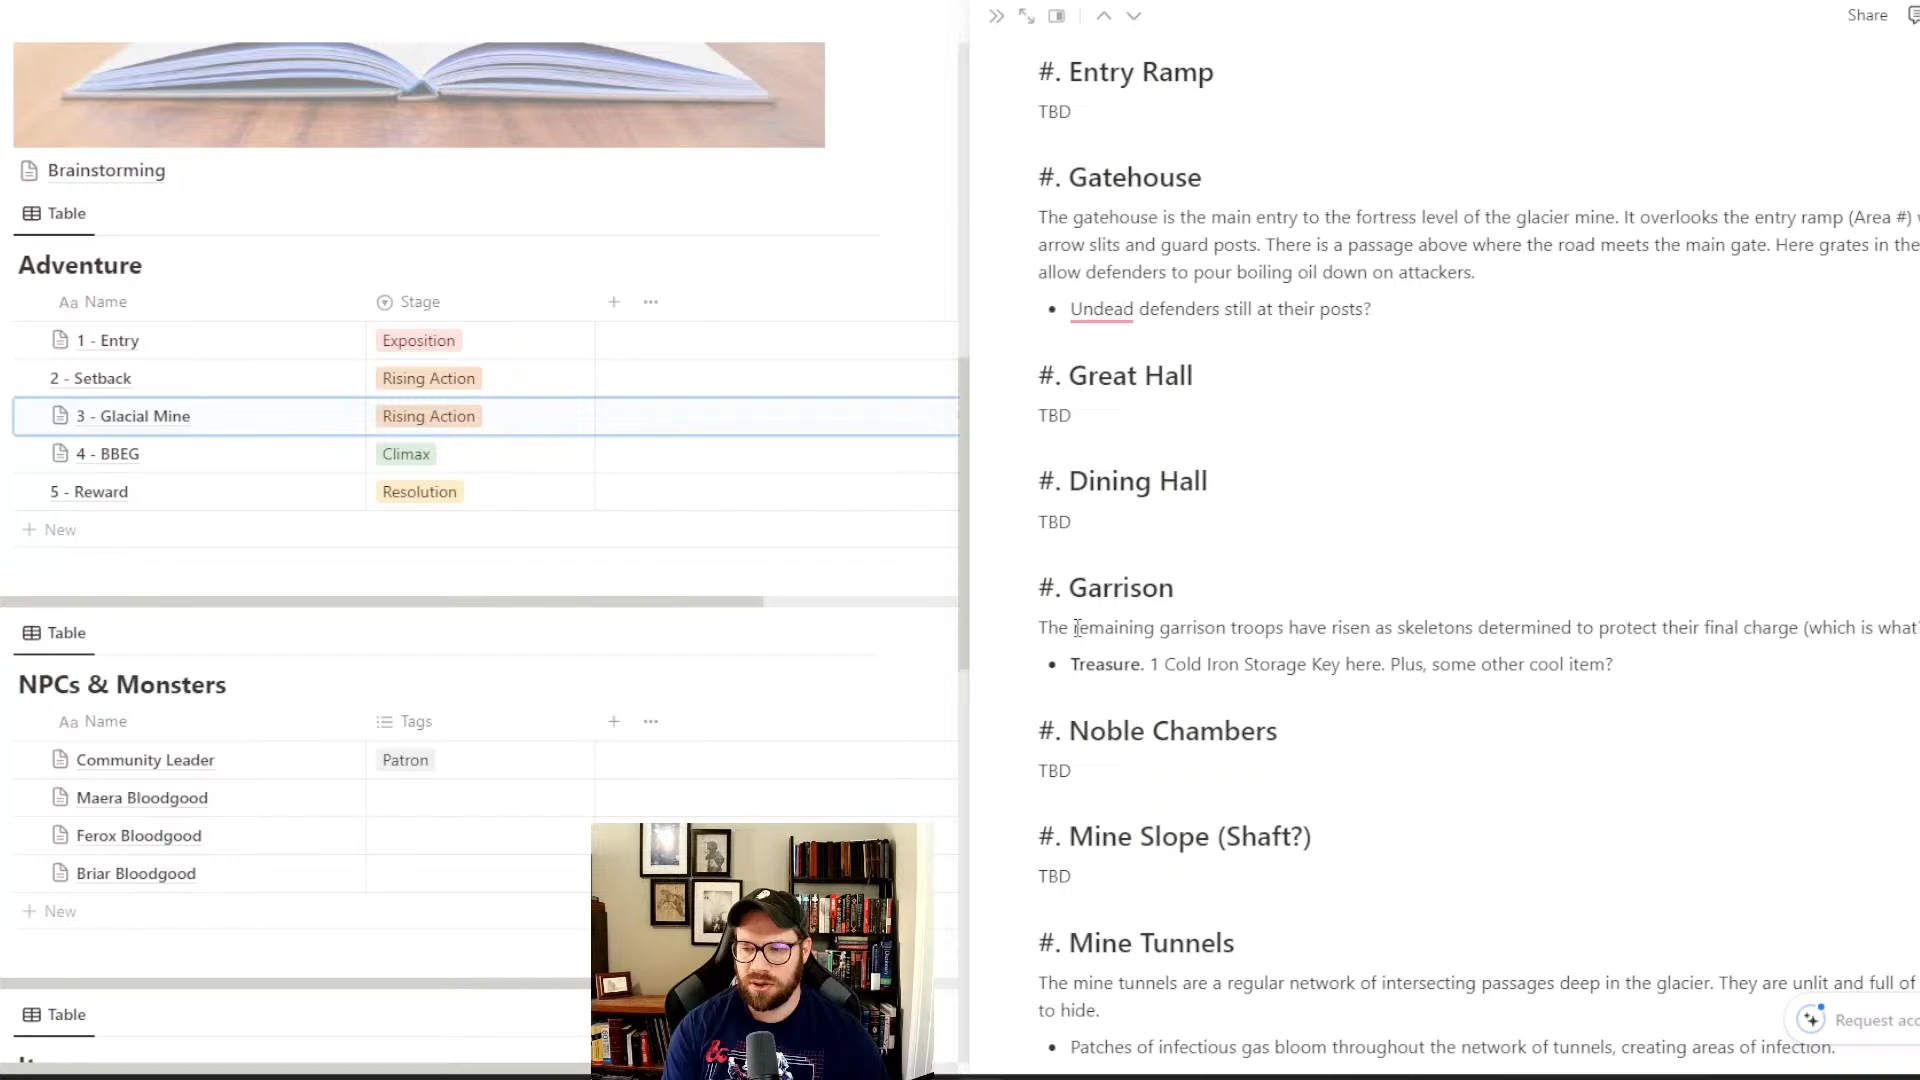 Brainstorming
Table
Adventure
Aa Name
Stage
1 - Entry
Exposition
2 - Setback
Rising Action
3 - Glacial Mine
Rising Action
4 - BBEG
Climax
5 - Reward
Resolution
+ New
Table
NPCs & Monsters
Aa Name
Tags
Community Leader
Patron
Maera Bloodgood
Ferox Bloodgood
Briar Bloodgood
+ New
Table
Share
#. Entry Ramp
TBD
#. Gatehouse
The gatehouse is the main entry to the fortress level of the glacier mine. It overlooks the entry ramp (Area #)
arrow slits and guard posts. There is a passage above where the road meets the main gate. Here grates in the
allow defenders to pour boiling oil down on attackers.
• Undead defenders still at their posts?
#. Great Hall
TBD
#. Dining Hall
TBD
#. Garrison
The remaining garrison troops have risen as skeletons determined to protect their final charge (which is what
• Treasure. 1 Cold Iron Storage Key here. Plus, some other cool item?
#. Noble Chambers
TBD
#. Mine Slope (Shaft?)
TBD
#. Mine Tunnels
The mine tunnels are a regular network of intersecting passages deep in the glacier. They are unlit and full of
to hide.
• Patches of infectious gas bloom throughout the network of tunnels, creating areas of infection.
Request acc